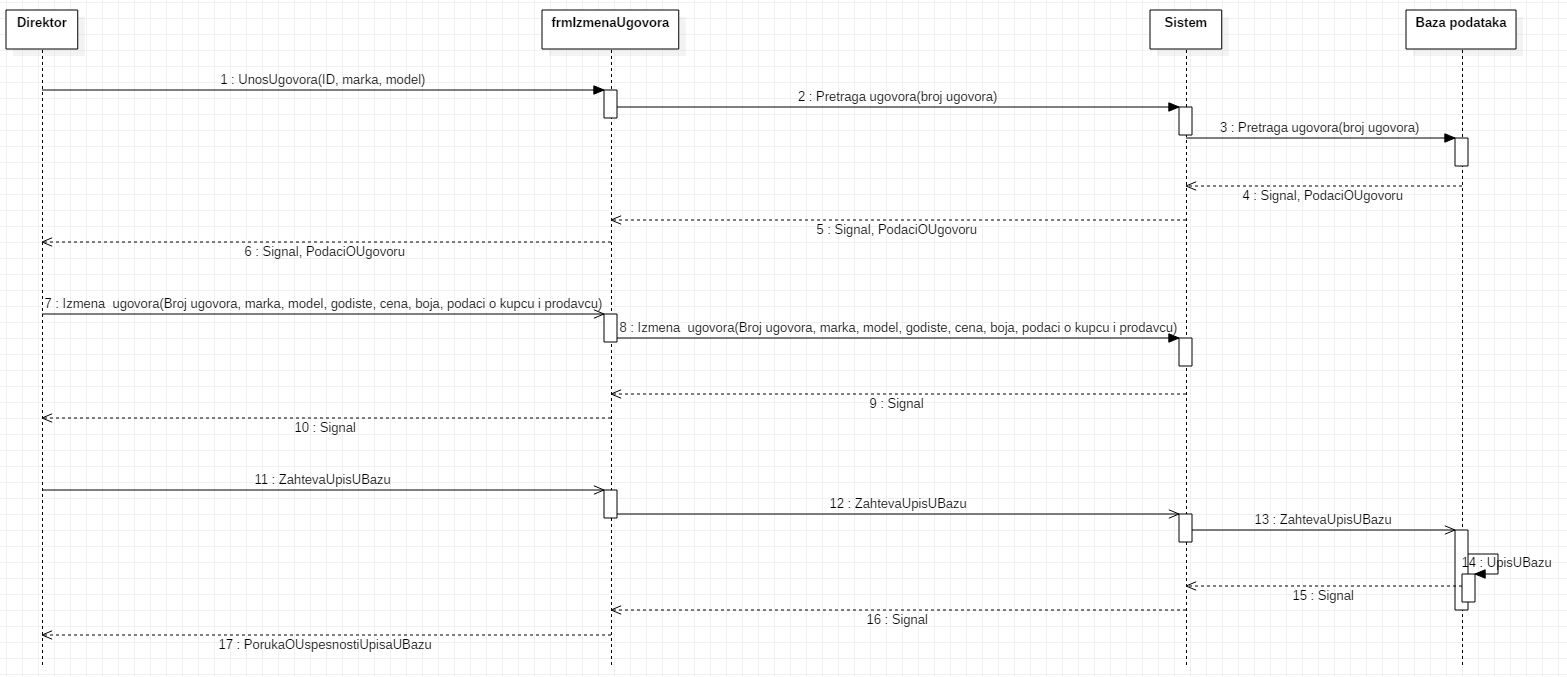 Direktor
frmIzmenaUgovora
Sistem
Baza podataka
1 : UnosUgovora(ID, marka, model)
2 : Pretraga ugovora(broj ugovora)
3 : Pretraga ugovora(broj ugovora)
4 : Signal, PodaciOUgovoru
5 : Signal, PodaciOUgovoru
6 : Signal, PodaciOUgovoru
7 : Izmena  ugovora(Broj ugovora, marka, model, godiste, cena, boja, podaci o kupcu i prodavcu)
8 : Izmena  ugovora(Broj ugovora, marka, model, godiste, cena, boja, podaci o kupcu i prodavcu)
9 : Signal
10 : Signal
11 : ZahtevaUpisUBazu
12 : ZahtevaUpisUBazu
13 : ZahtevaUpisUBazu
14 : UpisUBazu
15 : Signal
16 : Signal
17 : PorukaOUspesnostiUpisaUBazu